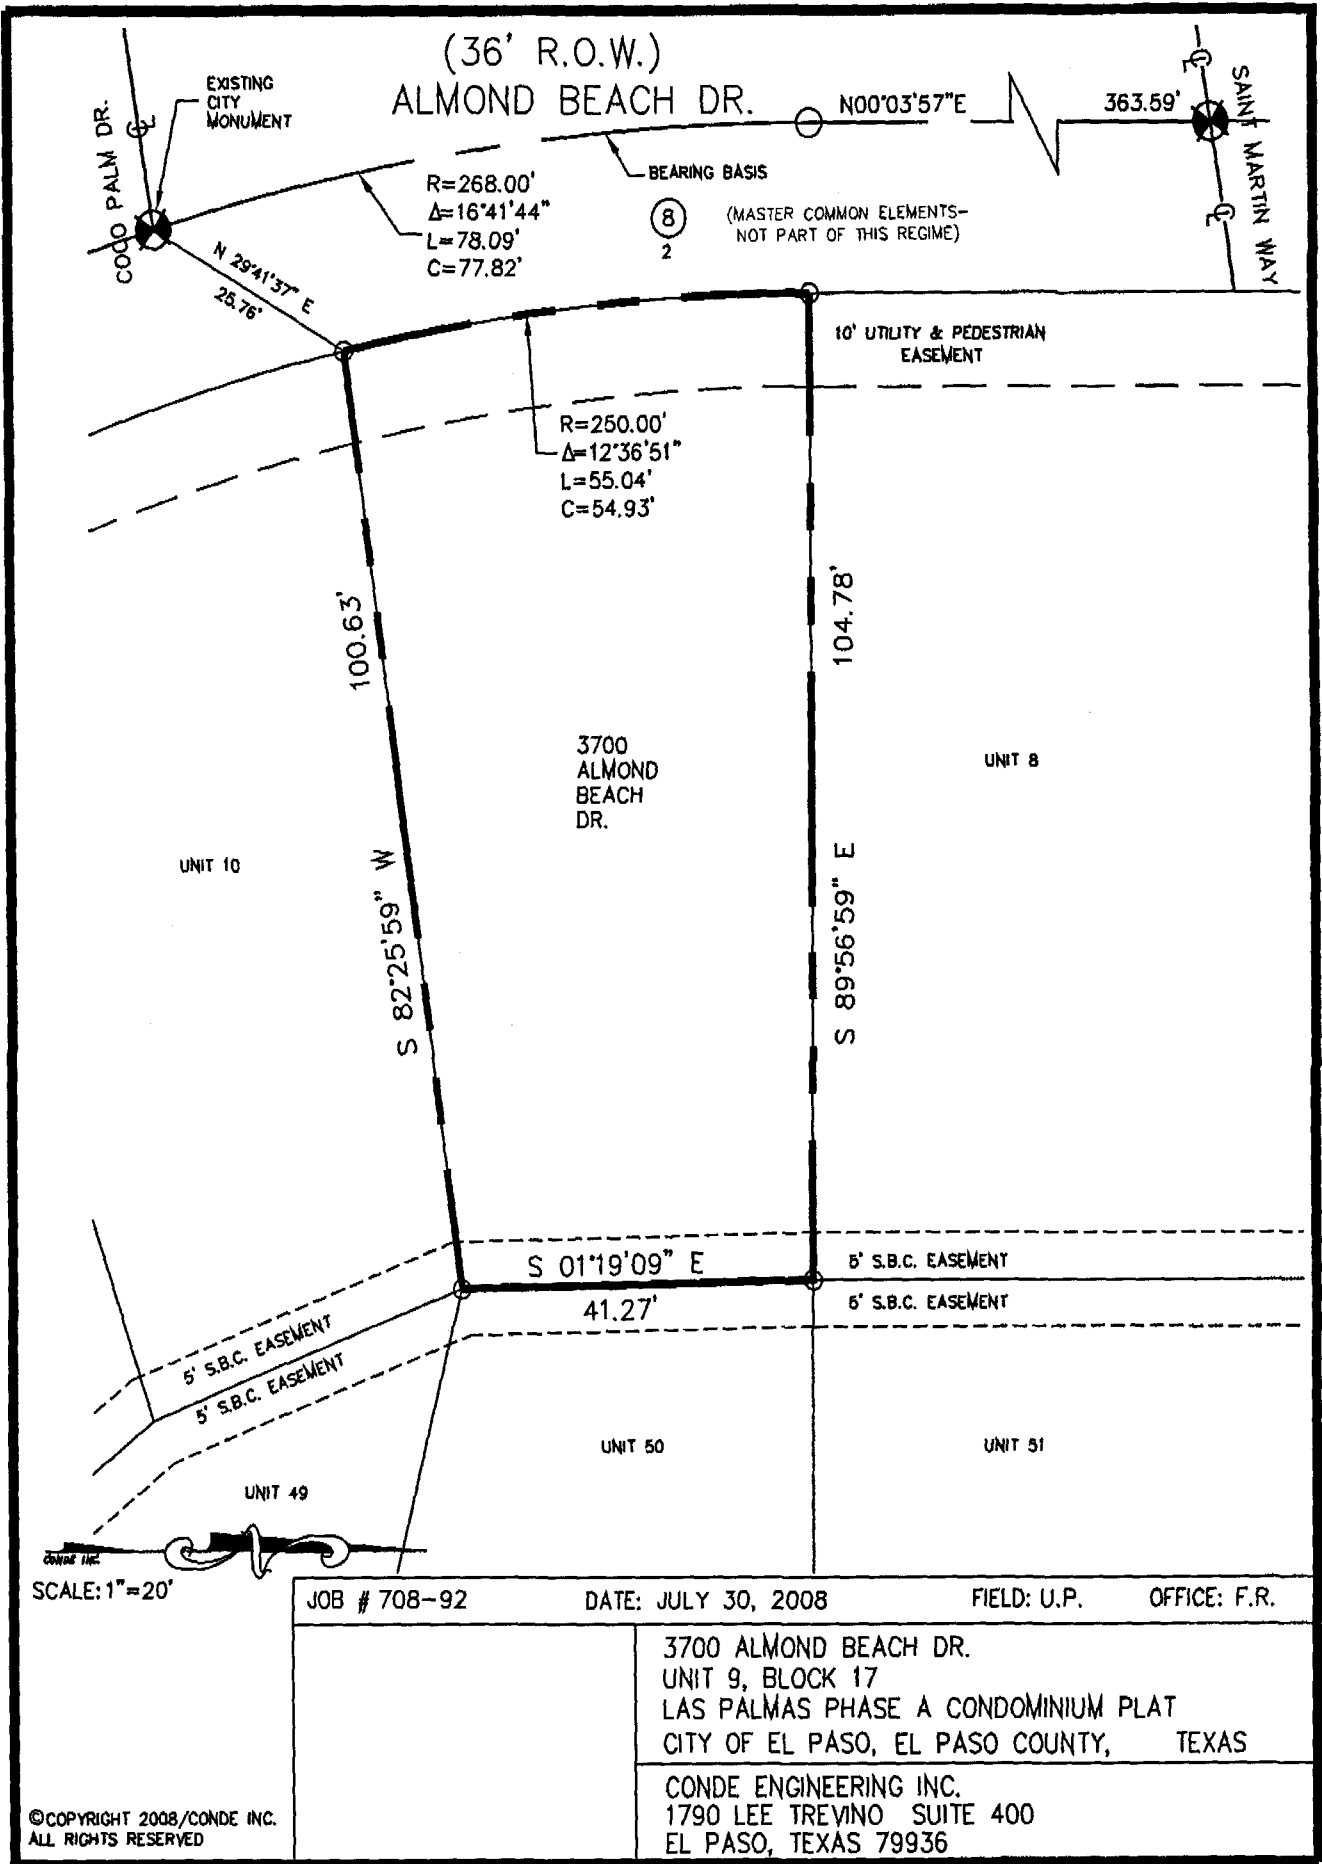 (36' R.O.W.)
ALMOND BEACH DR.
EXISTING
CITY
MONUMENT
COCO PALM DR.
N00°03'57"E
363.59'
SAINT MARTIN WAY
BEARING BASIS
R=268.00'
Δ=16°41'44"
L=78.09'
C=77.82'
8
2
(MASTER COMMON ELEMENTS-
NOT PART OF THIS REGIME)
N 29°41'37" E
25.76'
10' UTILITY & PEDESTRIAN
EASEMENT
R=250.00'
Δ=12°36'51"
L=55.04'
C=54.93'
100.63'
S 82°25'59" W
104.78'
S 89°56'59" E
3700
ALMOND
BEACH
DR.
UNIT 8
UNIT 10
S 01°19'09" E
41.27'
5' S.B.C. EASEMENT
5' S.B.C. EASEMENT
5' S.B.C. EASEMENT
5' S.B.C. EASEMENT
UNIT 50
UNIT 51
UNIT 49
CONDE INC.
SCALE: 1"=20'
JOB # 708-92 DATE: JULY 30, 2008 FIELD: U.P. OFFICE: F.R.
3700 ALMOND BEACH DR.
UNIT 9, BLOCK 17
LAS PALMAS PHASE A CONDOMINIUM PLAT
CITY OF EL PASO, EL PASO COUNTY, TEXAS
CONDE ENGINEERING INC.
1790 LEE TREVINO SUITE 400
EL PASO, TEXAS 79936
©COPYRIGHT 2008/CONDE INC.
ALL RIGHTS RESERVED